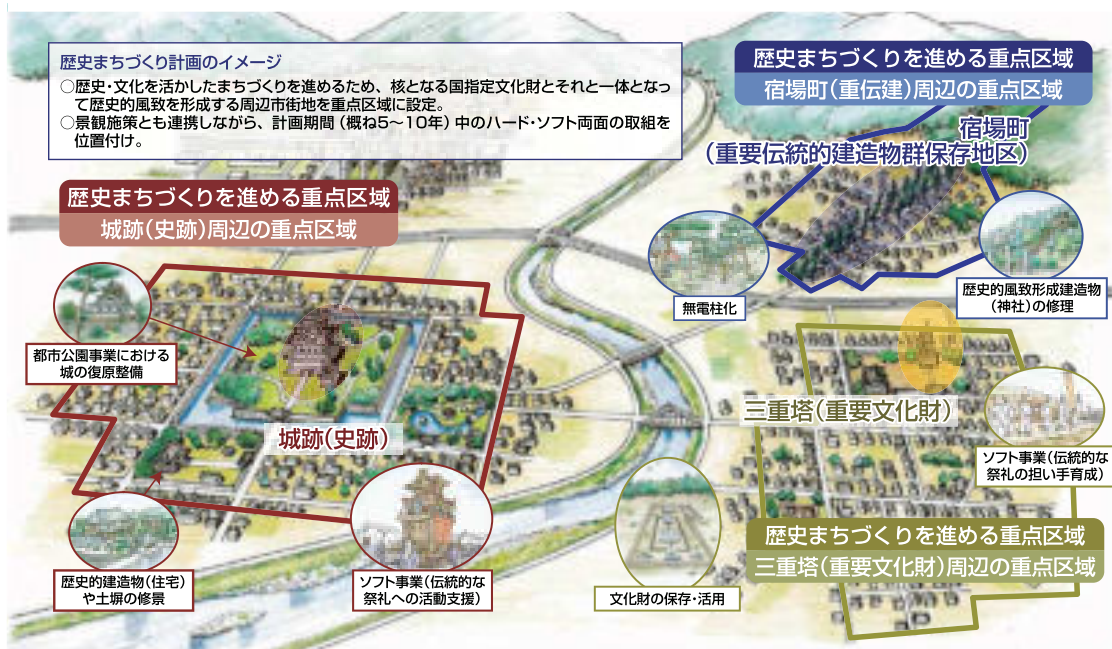 歴史まちづくり計画のイメージ
○歴史・文化を活かしたまちづくりを進めるため、核となる国指定文化財とそれと一体となっ
て歴史的風致を形成する周辺市街地を重点区域に設定。
○景観施策とも連携しながら、計画期間(概ね5～10年)中のハード・ソフト両面の取組を
位置付け。
歴史まちづくりを進める重点区域
宿場町(重伝建)周辺の重点区域
宿場町
(重要伝統的建造物群保存地区)
歴史まちづくりを進める重点区域
城跡(史跡)周辺の重点区域
無電柱化
歴史的風致形成建造物
(神社)の修理
都市公園事業における
城の復原整備
城跡(史跡)
三重塔(重要文化財)
ソフト事業(伝統的な
祭礼の担い手育成)
歴史まちづくりを進める重点区域
三重塔(重要文化財)周辺の重点区域
歴史的建造物(住宅)
や土塀の修景
ソフト事業(伝統的な
祭礼への活動支援)
文化財の保存・活用